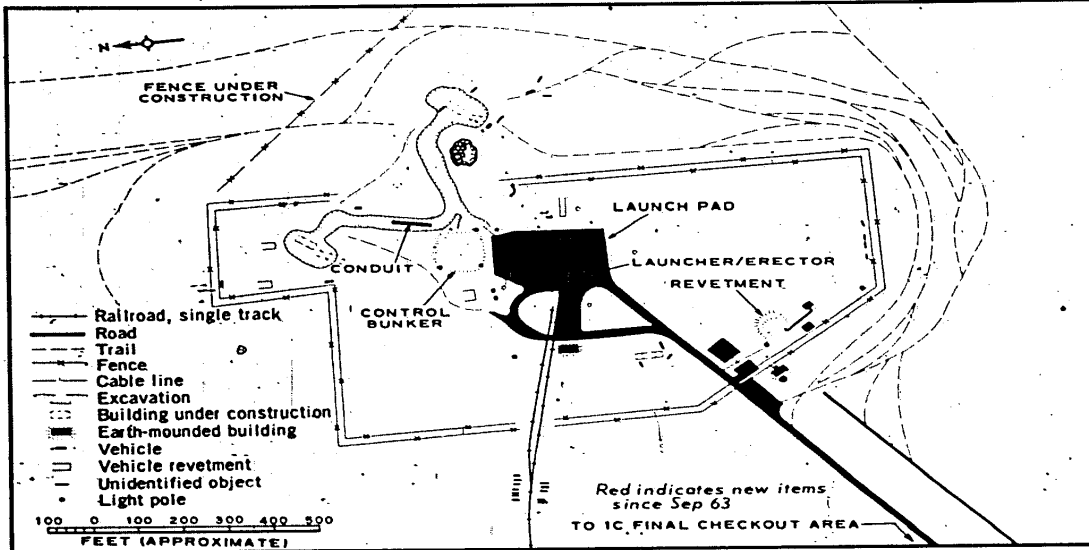 N
FENCE UNDER
CONSTRUCTION
LAUNCH PAD
LAUNCHER/ERECTOR
REVETMENT
CONDUIT
CONTROL
BUNKER
Railroad, single track
Road
Trail
Fence
Cable line
Excavation
Building under construction
Earth-mounded building
Vehicle
Vehicle revetment
Unidentified object
Light pole
100 0 100 200 300 400 500
FEET (APPROXIMATE)
Red indicates new items
since Sep 63
TO 1C FINAL CHECKOUT AREA